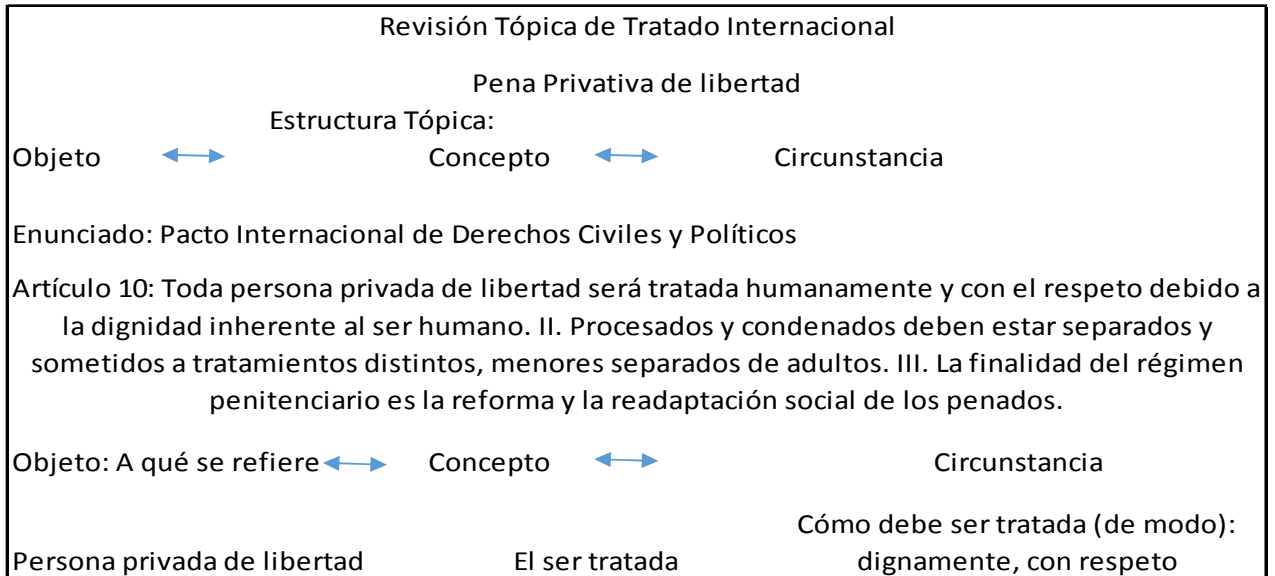 Revisión Tópica de Tratado Internacional
Pena Privativa de libertad
Estructura Tópica:
Objeto Concepto Circunstancia
Enunciado: Pacto Internacional de Derechos Civiles y Políticos
Artículo 10: Toda persona privada de libertad será tratada humanamente y con el respeto debido a
la dignidad inherente al ser humano. II. Procesados y condenados deben estar separados y
sometidos a tratamientos distintos, menores separados de adultos. III. La finalidad del régimen
penitenciario es la reforma y la readaptación social de los penados.
Objeto: A qué se refiere Concepto Circunstancia
Cómo debe ser tratada (de modo):
Persona privada de libertad El ser tratada dignamente, con respeto